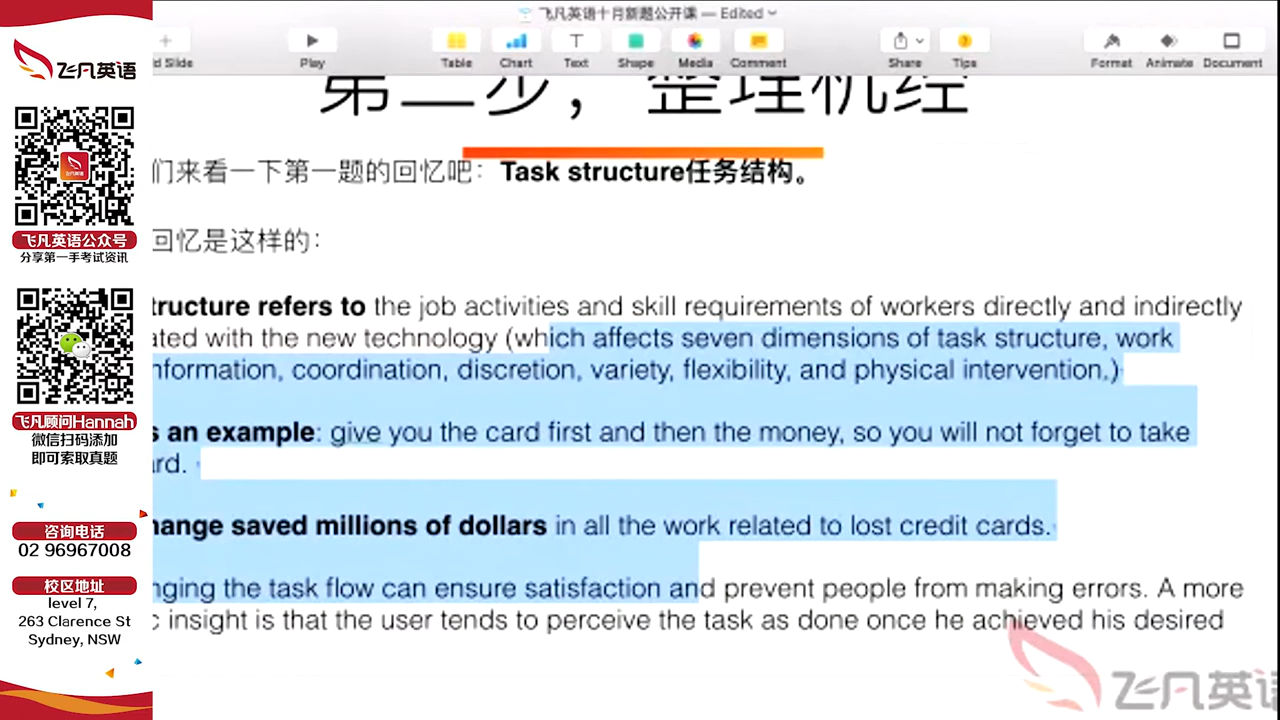 飞凡英语十月新题公开课 — Edited
d Slide
Play
Table
Chart
Text
Shape
Media
Comment
Share
Tips
Format
Animate
Document
飞凡英语
飞凡英语公众号
分享第一手考试资讯
飞凡顾问Hannah
微信扫码添加
即可索取真题
咨询电话
02 96967008
校区地址
level 7,
263 Clarence St
Sydney, NSW
第二步，整理机经
们来看一下第一题的回忆吧：Task structure任务结构。
回忆是这样的：
tructure refers to the job activities and skill requirements of workers directly and indirectly
ated with the new technology (which affects seven dimensions of task structure, work
nformation, coordination, discretion, variety, flexibility, and physical intervention.)
s an example: give you the card first and then the money, so you will not forget to take
ard.
hange saved millions of dollars in all the work related to lost credit cards.
nging the task flow can ensure satisfaction and prevent people from making errors. A more
c insight is that the user tends to perceive the task as done once he achieved his desired
飞凡英语